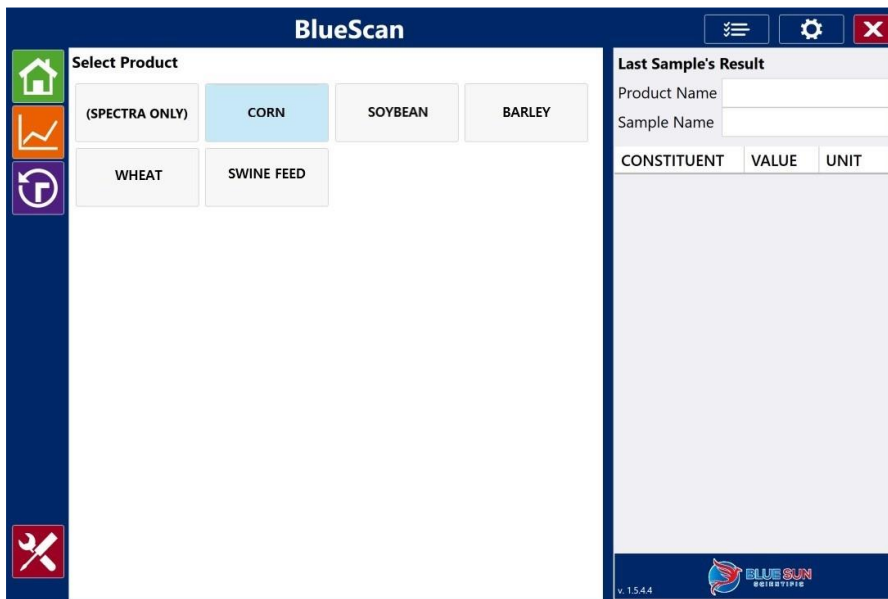 BlueScan
Select Product
(SPECTRA ONLY)
CORN
SOYBEAN
BARLEY
WHEAT
SWINE FEED
Last Sample's Result
Product Name
Sample Name
CONSTITUENT VALUE UNIT
v. 1.5.4.4
BLUE SUN
SCIENTIFIC